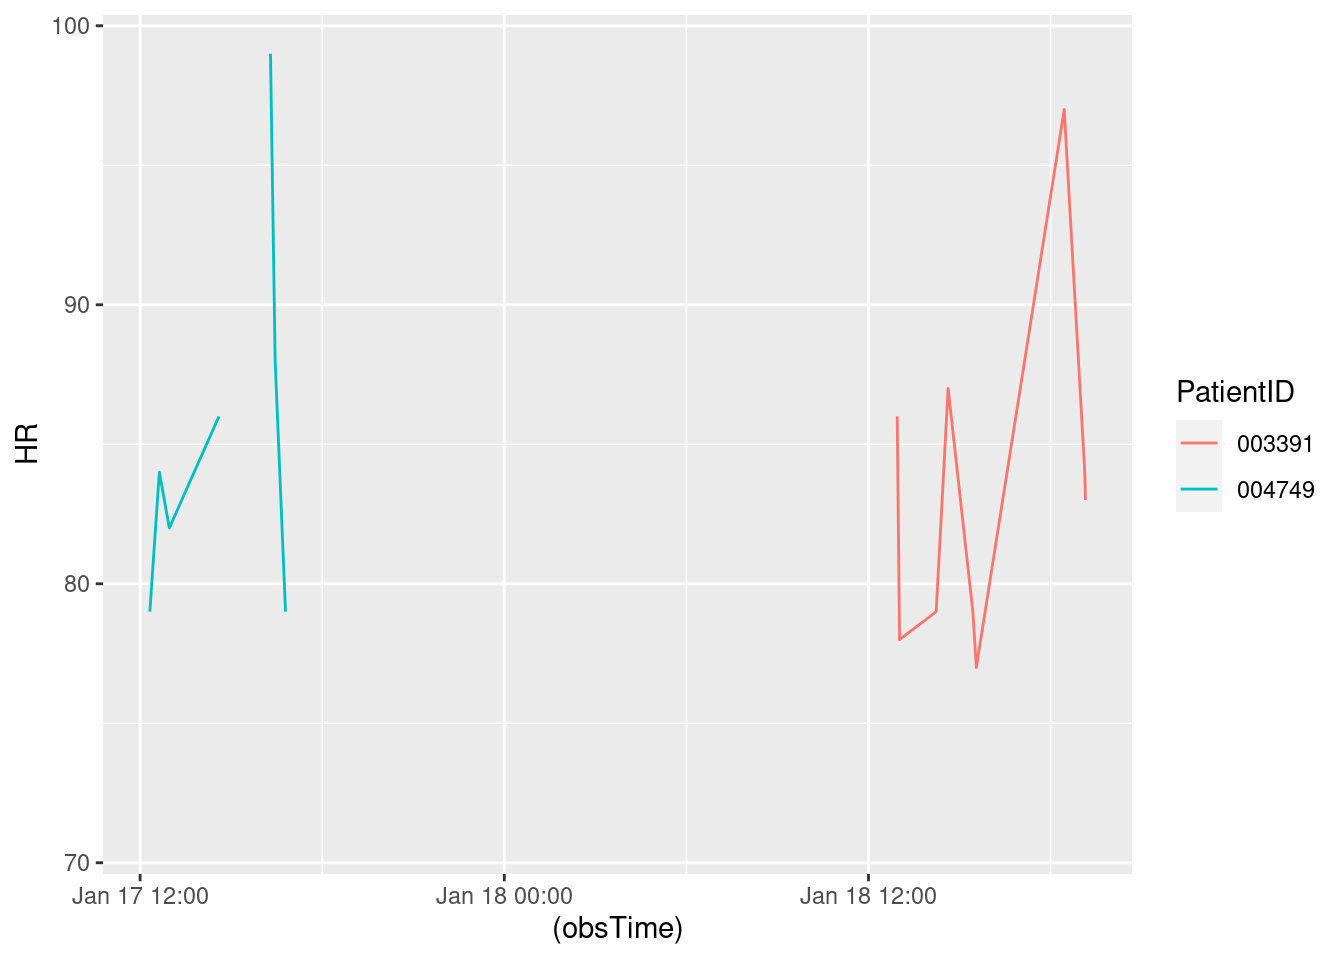 100
90
80
70
HR
Jan 17 12:00
Jan 18 00:00
Jan 18 12:00
(obsTime)
PatientID
003391
004749